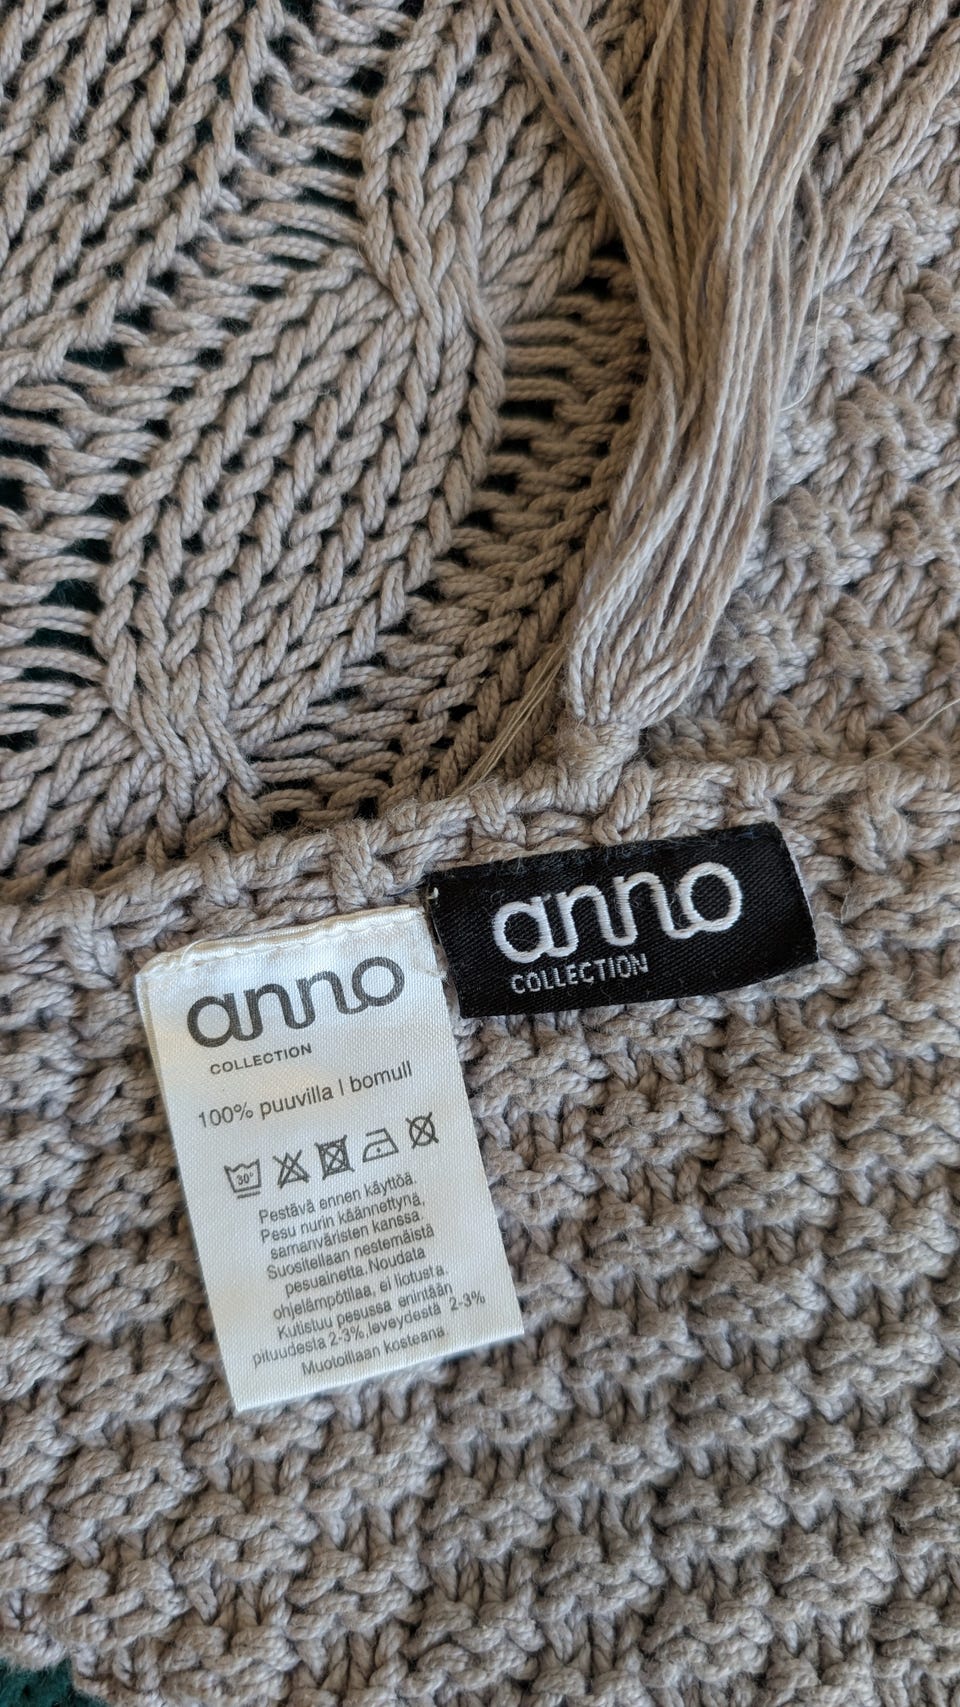 anno
COLLECTION
100% puuvilla | bomull
30°
Pestävä ennen käyttöä.
Pesu nurin käännettynä,
samanväristen kanssa.
Suositellaan nestemäistä
pesuainetta. Noudata
ohjelämpötilaa, ei liotusta.
Kutistuu pesussa enintään
pituudesta 2-3%,leveydestä 2-3%
Muotoillaan kosteana.
anno
COLLECTION